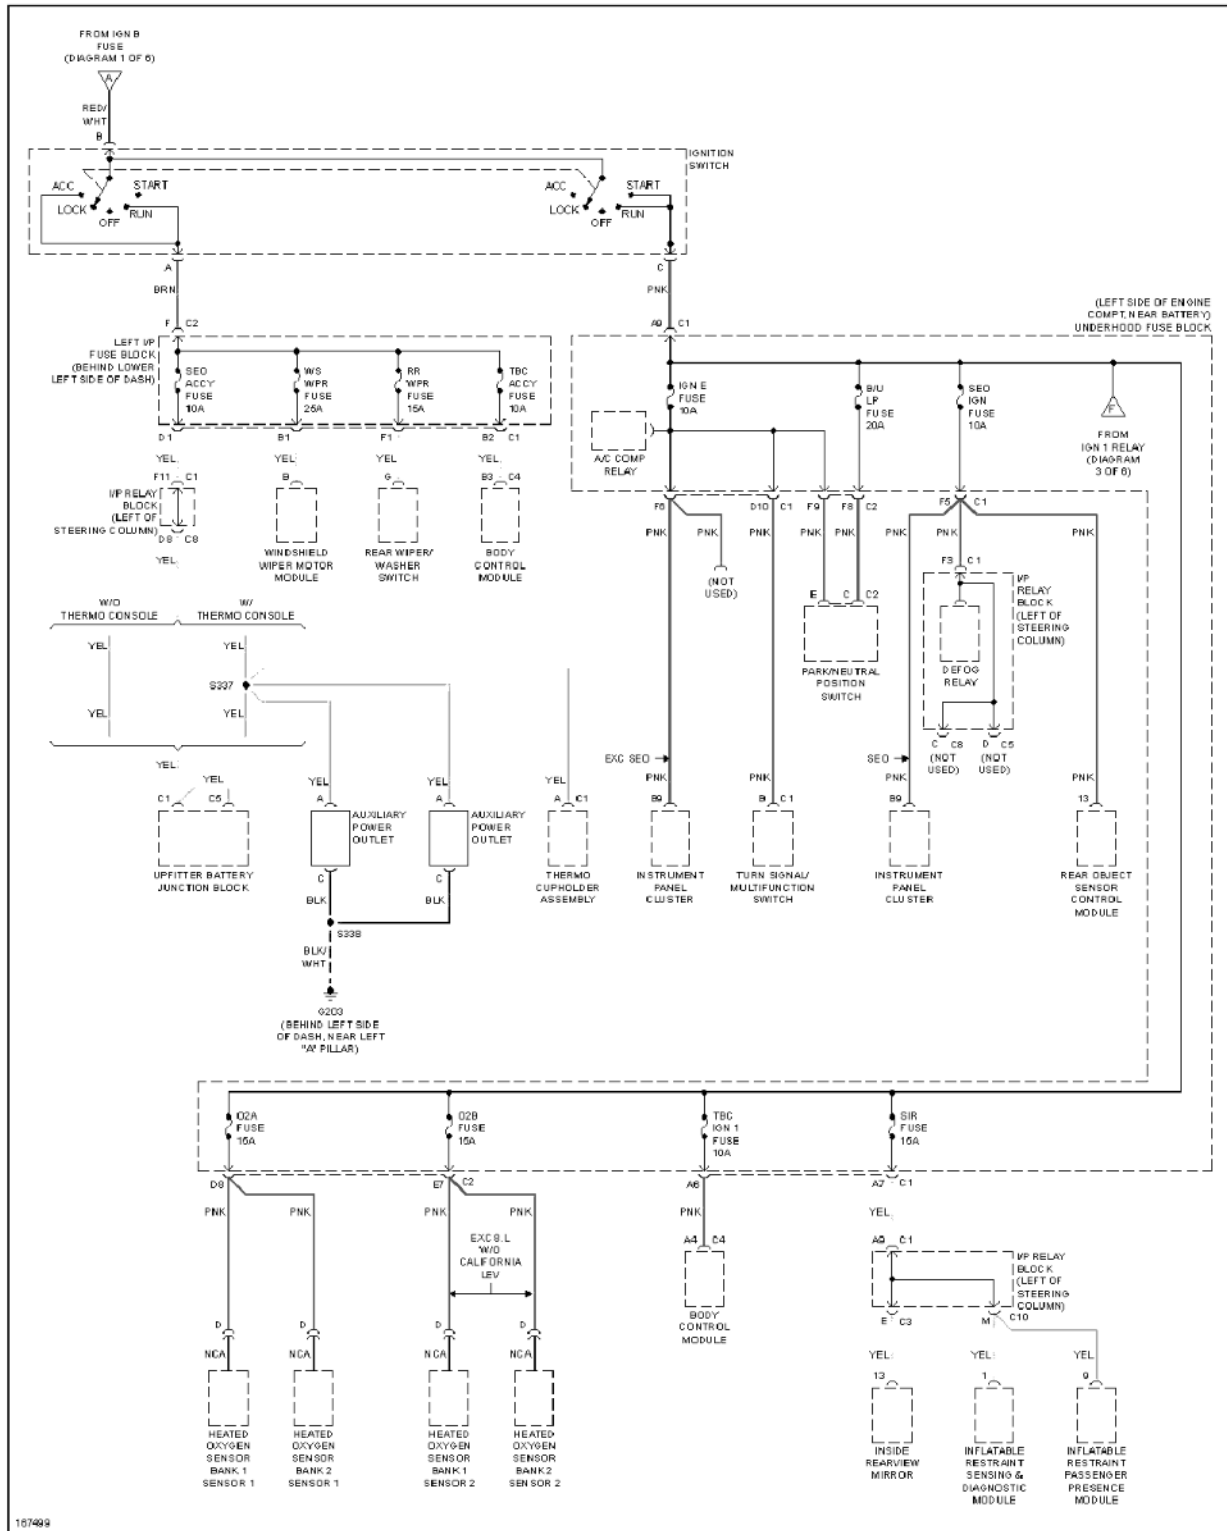 FROM IGN B
FUSE
(DIAGRAM 1 OF 6)
A
RED/
WHT
B
IGNITION
SWITCH
ACC
START
LOCK
OFF
RUN
ACC
START
LOCK
OFF
RUN
A
C
BRN
PNK
F C2
A9 C1
(LEFT SIDE OF ENGINE
COMPT, NEAR BATTERY)
UNDERHOOD FUSE BLOCK
LEFT I/P
FUSE BLOCK
(BEHIND LOWER
LEFT SIDE OF DASH)
SEO
ACCY
FUSE
10A
WS
WPR
FUSE
25A
RR
WPR
FUSE
15A
TBC
ACCY
FUSE
10A
IGN E
FUSE
10A
B/U
LP
FUSE
20A
SEO
IGN
FUSE
10A
F
FROM
IGN 1 RELAY
(DIAGRAM
3 OF 6)
A/C COMP
RELAY
D1 B1 F1 B2 C1
YEL YEL YEL YEL
F11 C1 B G B3 C4
I/P RELAY
BLOCK
(LEFT OF
STEERING COLUMN)
D8 C8
YEL
WINDSHIELD
WIPER MOTOR
MODULE
REAR WIPER/
WASHER
SWITCH
BODY
CONTROL
MODULE
F6 D10 C1 F9 F8 C2 F5 C1
PNK PNK PNK PNK PNK PNK PNK PNK
(NOT
USED)
E C C2
PARK/NEUTRAL
POSITION
SWITCH
F3 C1
I/P
RELAY
BLOCK
(LEFT OF
STEERING
COLUMN)
DEFOG
RELAY
C C8 D C5
(NOT
USED)
(NOT
USED)
W/O
THERMO CONSOLE
W/
THERMO CONSOLE
YEL YEL
S337
YEL YEL
YEL
YEL
C1 C5
UPFITTER BATTERY
JUNCTION BLOCK
YEL
A
AUXILIARY
POWER
OUTLET
C
BLK
YEL
A
AUXILIARY
POWER
OUTLET
C
BLK
S338
BLK/
WHT
G203
(BEHIND LEFT SIDE
OF DASH, NEAR LEFT
"A" PILLAR)
YEL
A C1
THERMO
CUPHOLDER
ASSEMBLY
EXC SEO
PNK
B9
INSTRUMENT
PANEL
CLUSTER
PNK
B C1
TURN SIGNAL/
MULTIFUNCTION
SWITCH
SEO
PNK
B9
INSTRUMENT
PANEL
CLUSTER
PNK
13
REAR OBJECT
SENSOR
CONTROL
MODULE
O2A
FUSE
15A
O2B
FUSE
15A
TBC
IGN 1
FUSE
10A
SIR
FUSE
15A
D8 E7 C2 A6 A7 C1
PNK PNK PNK PNK PNK YEL
EXC 8.L
W/O
CALIFORNIA
LEV
A4 C4
BODY
CONTROL
MODULE
A9 C1
I/P RELAY
BLOCK
(LEFT OF
STEERING
COLUMN)
E C3 M C10
D D D D
NCA NCA NCA NCA
YEL YEL YEL
13 1 9
HEATED
OXYGEN
SENSOR
BANK 1
SENSOR 1
HEATED
OXYGEN
SENSOR
BANK 2
SENSOR 1
HEATED
OXYGEN
SENSOR
BANK 1
SENSOR 2
HEATED
OXYGEN
SENSOR
BANK 2
SENSOR 2
INSIDE
REARVIEW
MIRROR
INFLATABLE
RESTRAINT
SENSING &
DIAGNOSTIC
MODULE
INFLATABLE
RESTRAINT
PASSENGER
PRESENCE
MODULE
167499